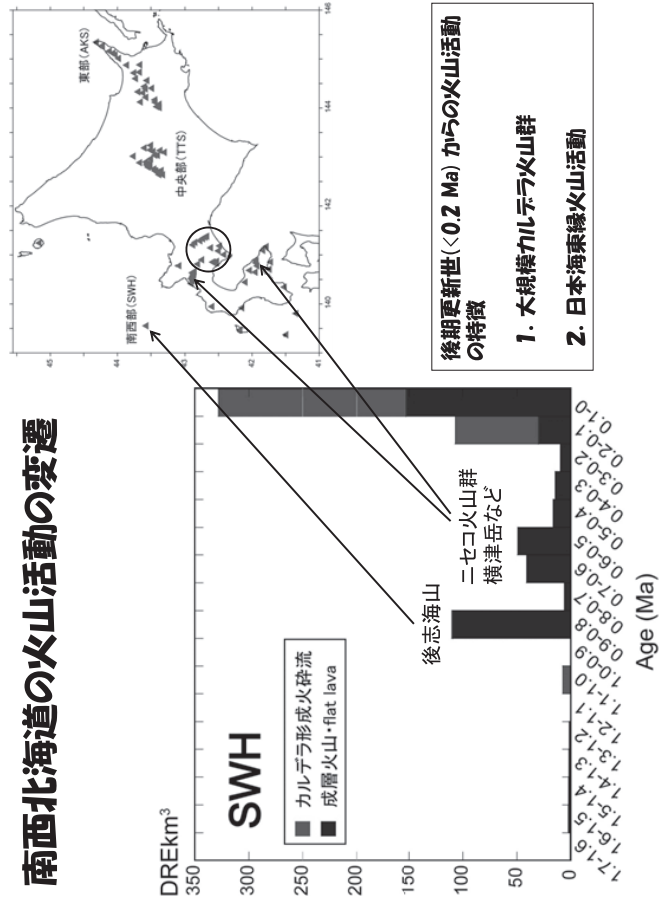 南西北海道の火山活動の変遷
DREkm³
350
300
250
200
150
100
50
0
SWH
カルデラ形成火砕流
成層火山・flat lava
後志海山
ニセコ火山群
横津岳など
1.7-1.6
1.6-1.5
1.5-1.4
1.4-1.3
1.3-1.2
1.2-1.1
1.1-1.0
1.0-0.9
0.9-0.8
0.8-0.7
0.7-0.6
0.6-0.5
0.5-0.4
0.4-0.3
0.3-0.2
0.2-0.1
0.1-0
Age (Ma)
南西部(SWH)
中央部(TTS)
東部(AKS)
45
44
43
42
41
140
142
144
146
後期更新世(<0.2 Ma) からの火山活動
の特徴
1. 大規模カルデラ火山群
2. 日本海東縁火山活動